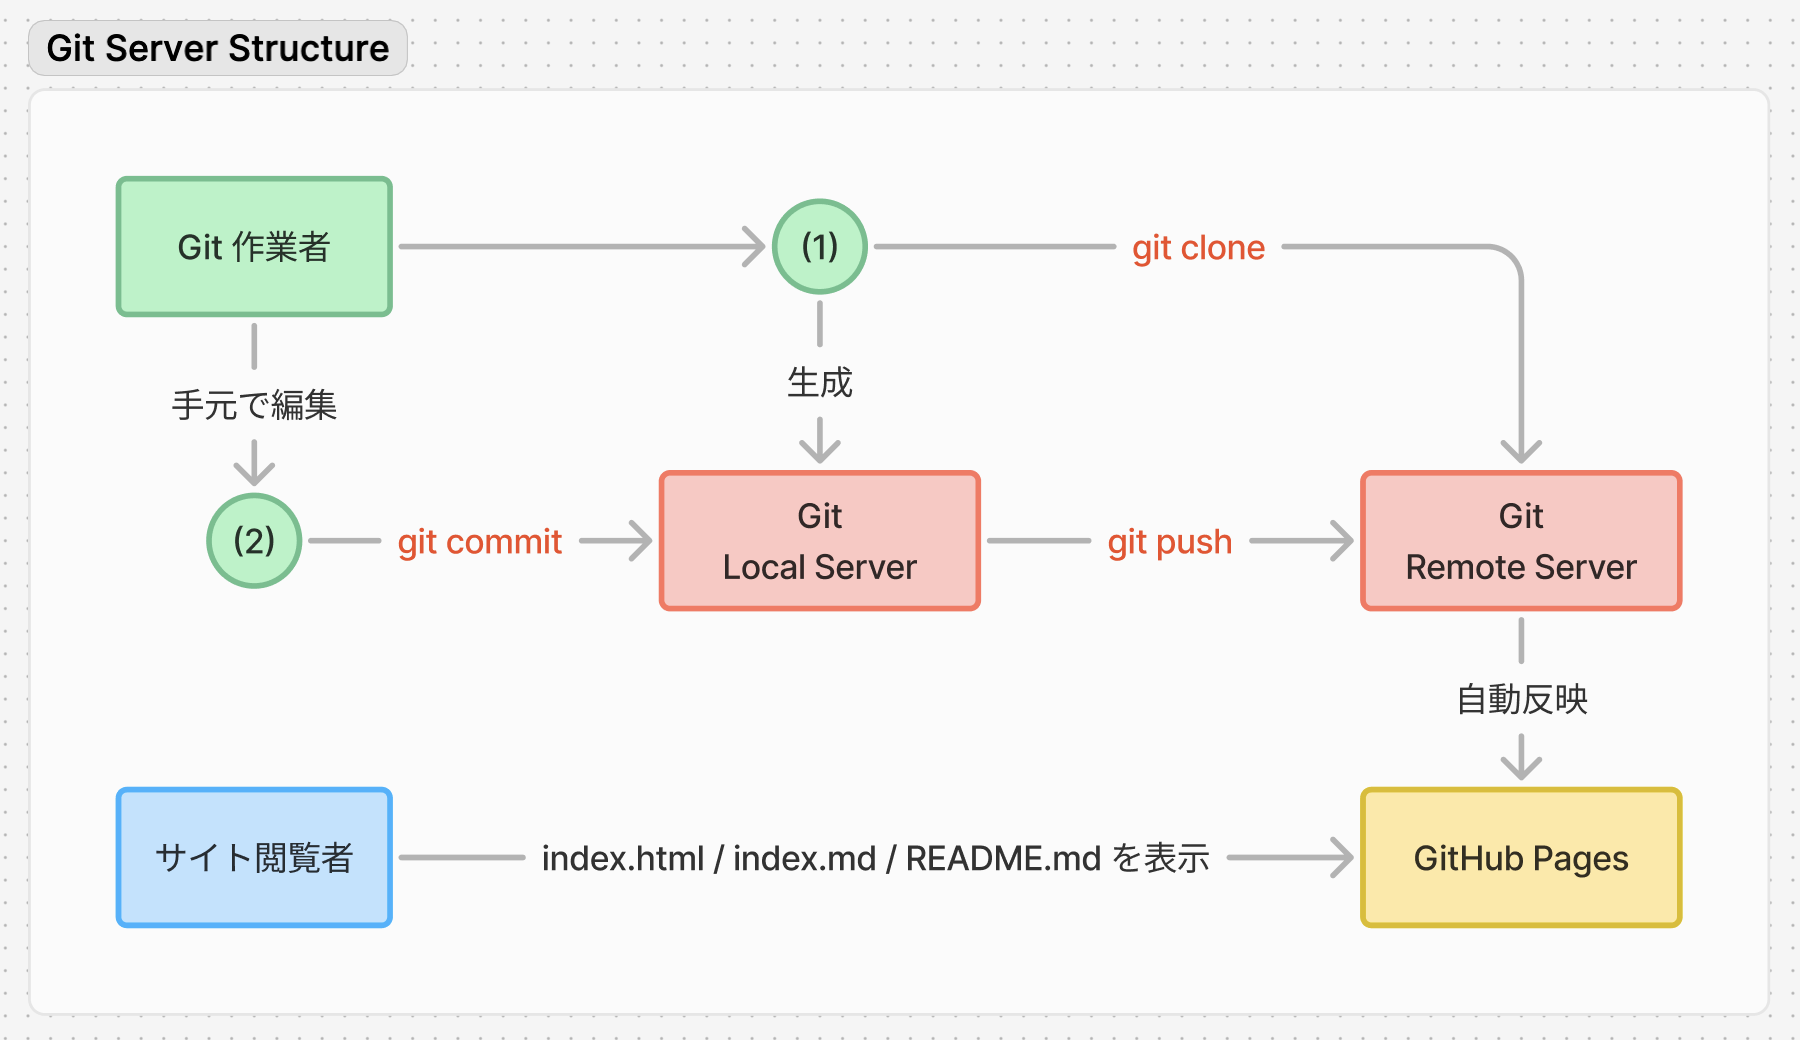 Git Server Structure
Git 作業者
(1)
git clone
生成
手元で編集
(2)
git commit
Git
Local Server
git push
Git
Remote Server
自動反映
サイト閲覧者
index.html / index.md / README.md を表示
GitHub Pages